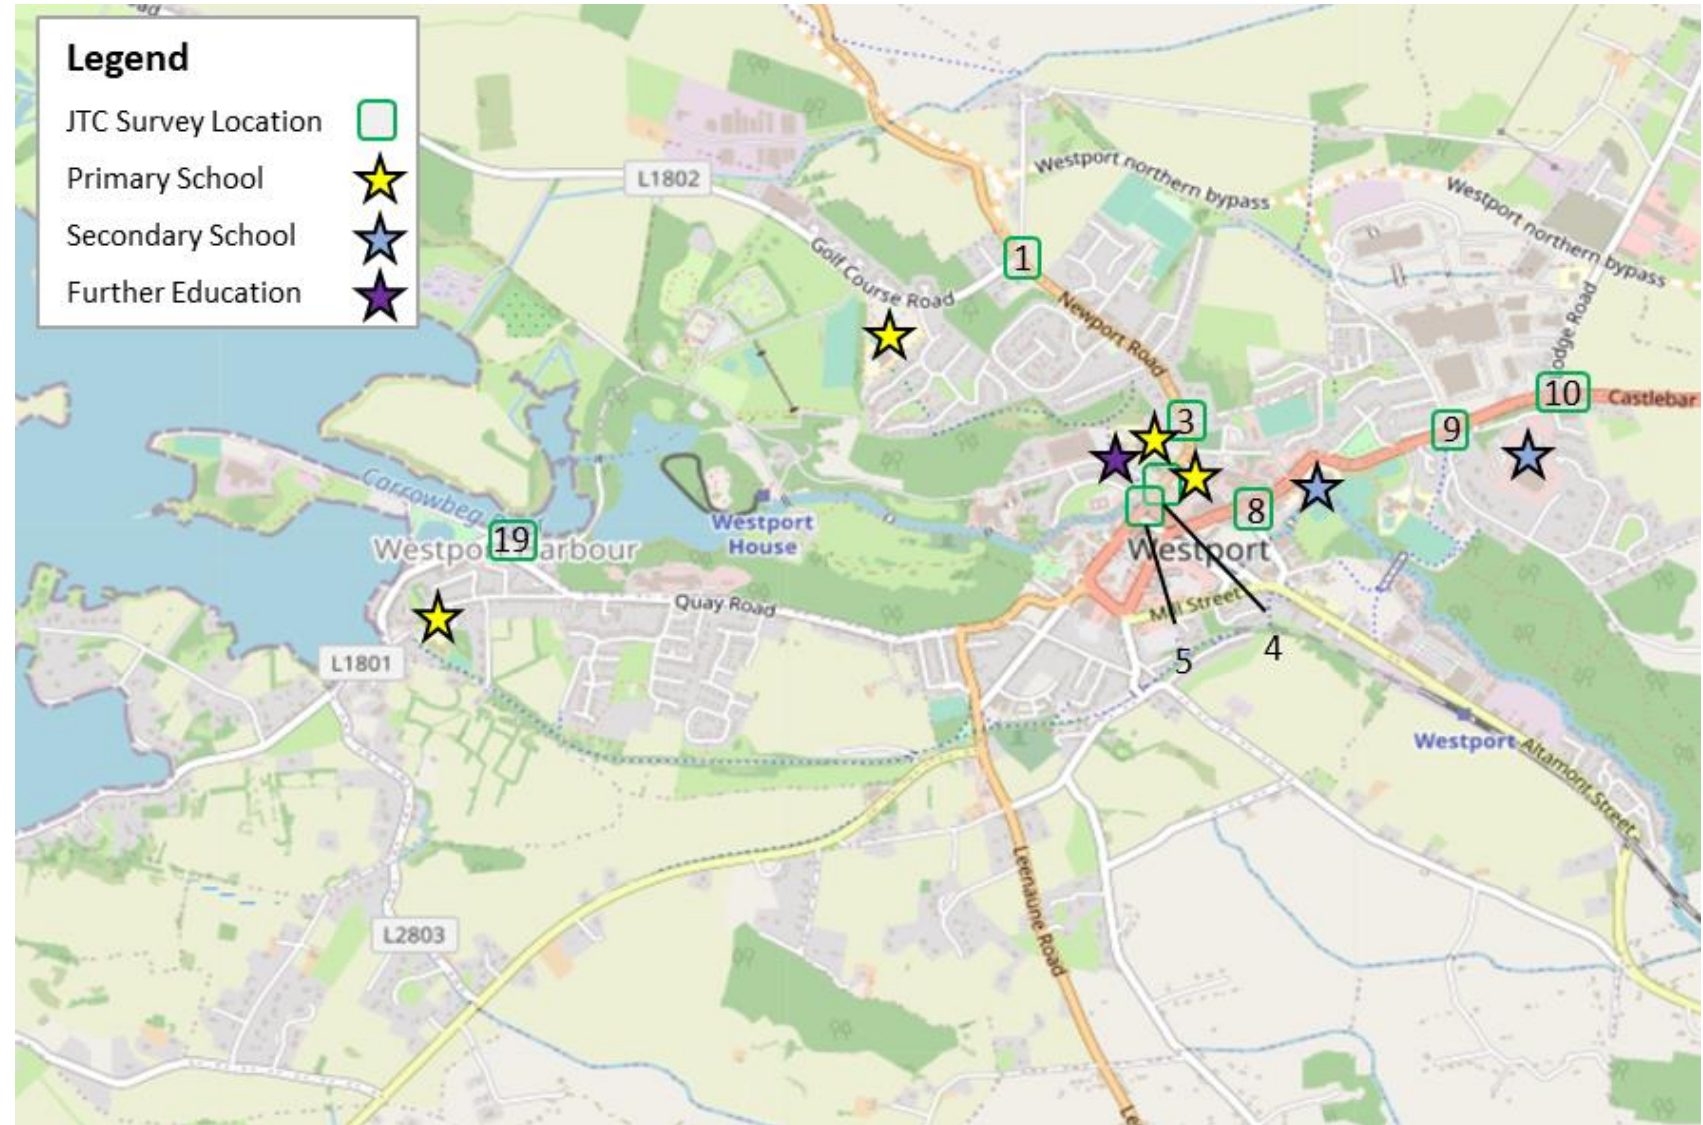 Legend
JTC Survey Location
Primary School
Secondary School
Further Education
L1802
Westport northern bypass
Westport northern bypass
Golf Course Road
1
Newport Road
10
Castlebar
3
9
8
Carrowbeg
19
Westport Harbour
Westport
House
Westport
Quay Road
Mill Street
5
4
L1801
Westport
Altamont Street
Leenaune Road
L2803